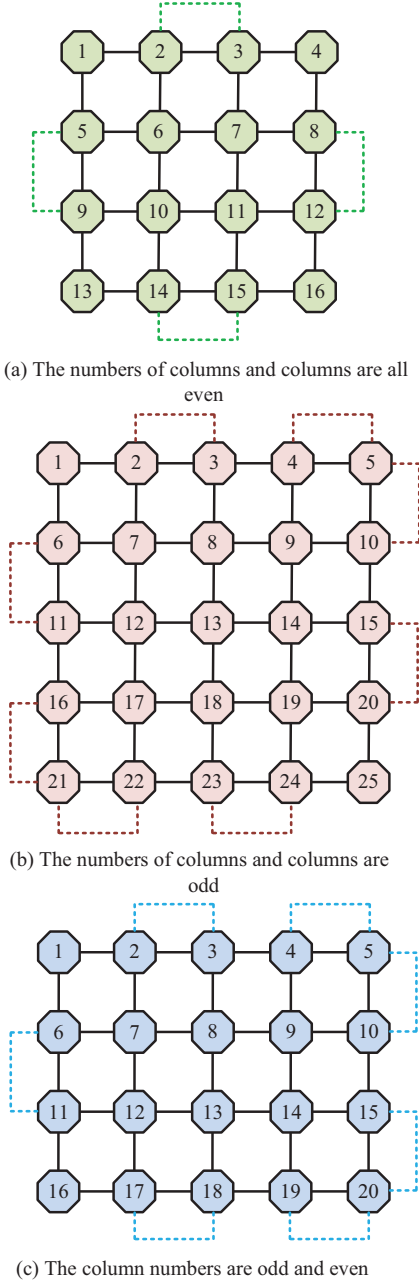 1 2 3 4
5 6 7 8
9 10 11 12
13 14 15 16
(a) The numbers of columns and columns are all
even
1 2 3 4 5
6 7 8 9 10
11 12 13 14 15
16 17 18 19 20
21 22 23 24 25
(b) The numbers of columns and columns are
odd
1 2 3 4 5
6 7 8 9 10
11 12 13 14 15
16 17 18 19 20
(c) The column numbers are odd and even